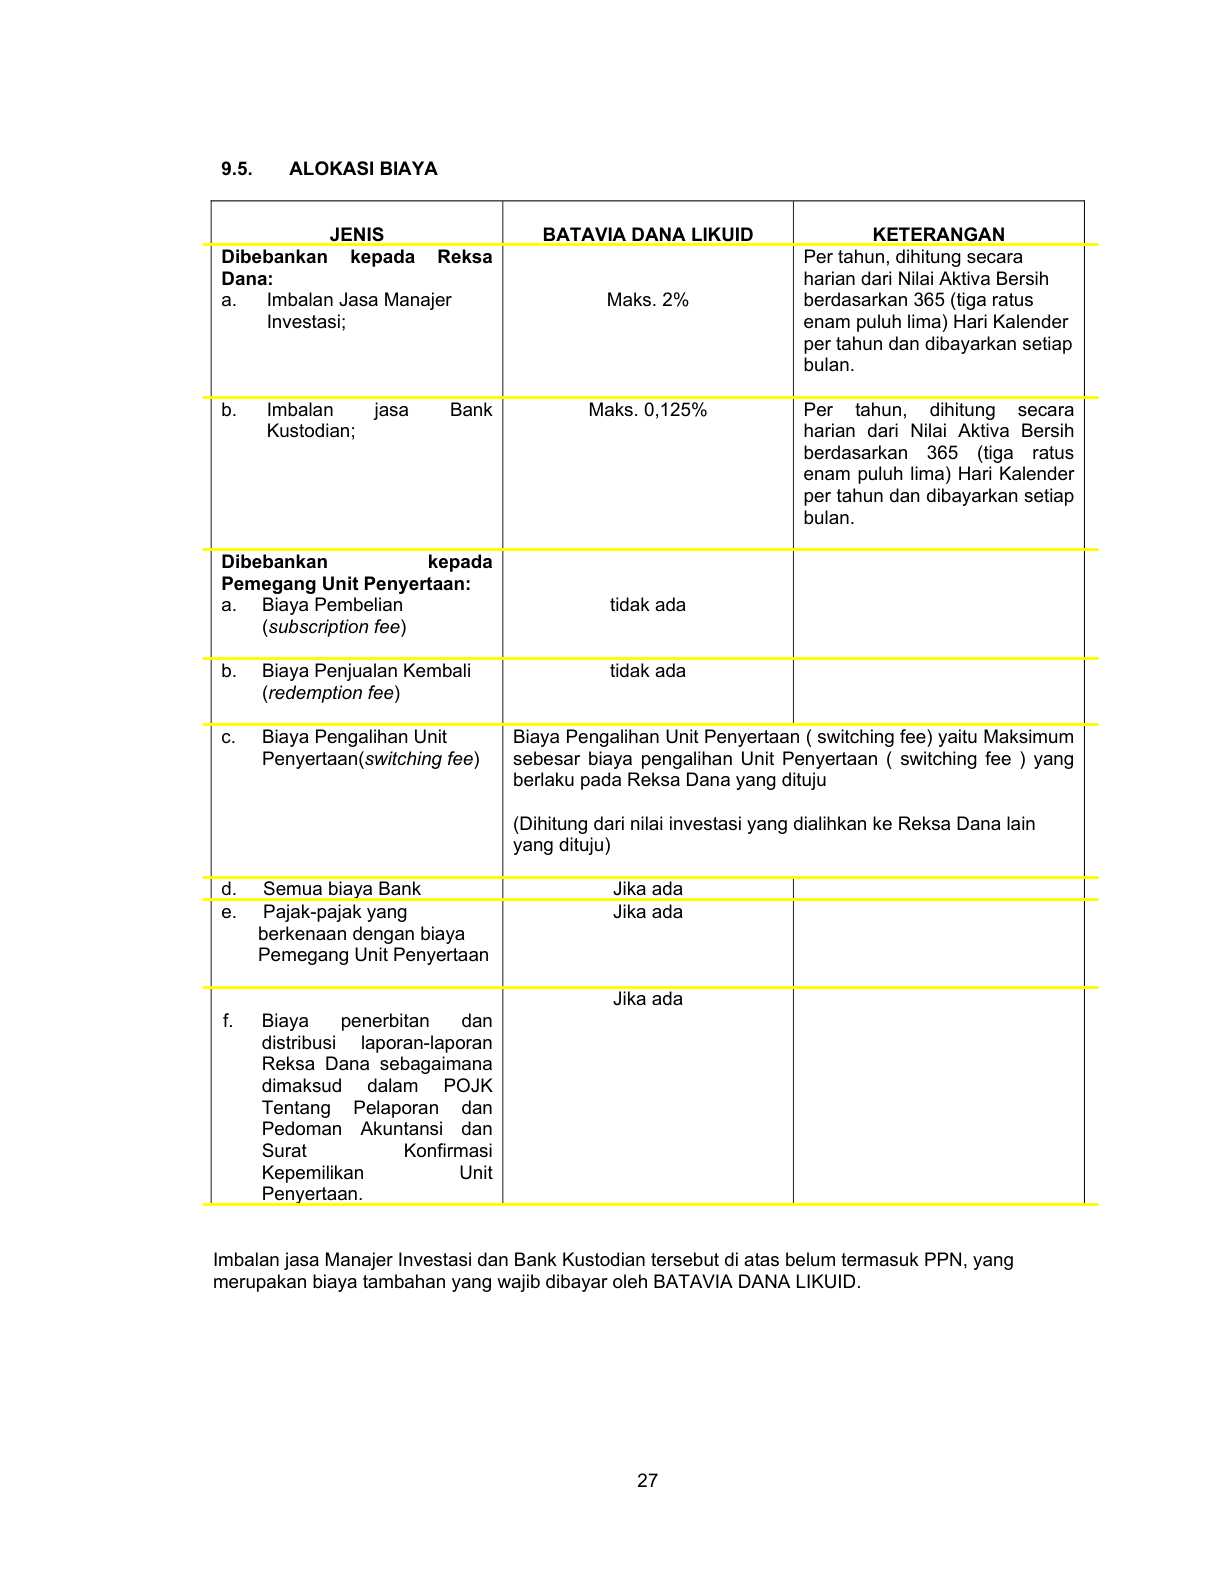 9.5. ALOKASI BIAYA
JENIS BATAVIA DANA LIKUID KETERANGAN
Dibebankan kepada Reksa
Dana:
a. Imbalan Jasa Manajer
Investasi;
Maks. 2%
Per tahun, dihitung secara
harian dari Nilai Aktiva Bersih
berdasarkan 365 (tiga ratus
enam puluh lima) Hari Kalender
per tahun dan dibayarkan setiap
bulan.
b. Imbalan jasa Bank
Kustodian;
Maks. 0,125%
Per tahun, dihitung secara
harian dari Nilai Aktiva Bersih
berdasarkan 365 (tiga ratus
enam puluh lima) Hari Kalender
per tahun dan dibayarkan setiap
bulan.
Dibebankan kepada
Pemegang Unit Penyertaan:
a. Biaya Pembelian
(subscription fee)
tidak ada
b. Biaya Penjualan Kembali
(redemption fee)
tidak ada
c. Biaya Pengalihan Unit
Penyertaan(switching fee)
Biaya Pengalihan Unit Penyertaan ( switching fee) yaitu Maksimum
sebesar biaya pengalihan Unit Penyertaan ( switching fee ) yang
berlaku pada Reksa Dana yang dituju
(Dihitung dari nilai investasi yang dialihkan ke Reksa Dana lain
yang dituju)
d. Semua biaya Bank
Jika ada
e. Pajak-pajak yang
berkenaan dengan biaya
Pemegang Unit Penyertaan
Jika ada
Jika ada
f. Biaya penerbitan dan
distribusi laporan-laporan
Reksa Dana sebagaimana
dimaksud dalam POJK
Tentang Pelaporan dan
Pedoman Akuntansi dan
Surat Konfirmasi
Kepemilikan Unit
Penyertaan.
Imbalan jasa Manajer Investasi dan Bank Kustodian tersebut di atas belum termasuk PPN, yang
merupakan biaya tambahan yang wajib dibayar oleh BATAVIA DANA LIKUID.
27